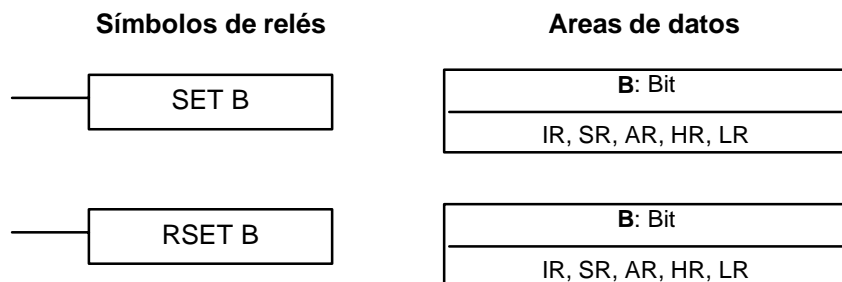 Símbolos de relés
Areas de datos
SET B
B: Bit
IR, SR, AR, HR, LR
RSET B
B: Bit
IR, SR, AR, HR, LR